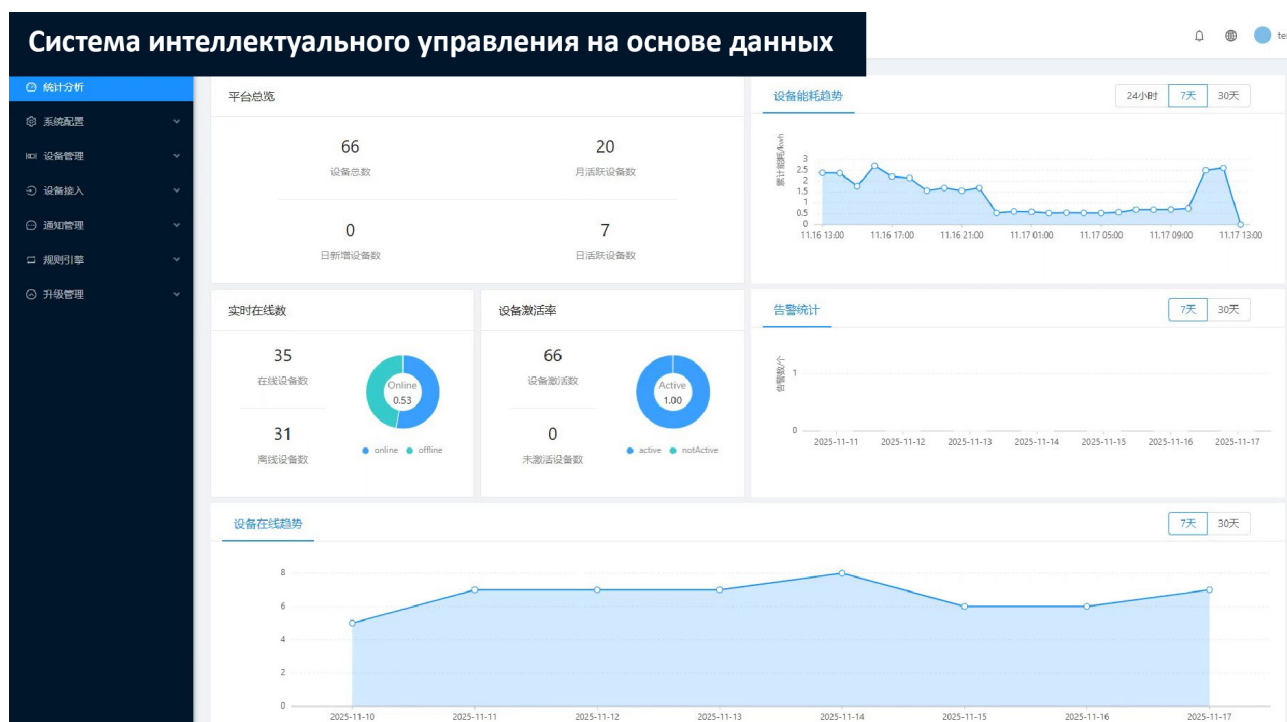 Система интеллектуального управления на основе данных
te
统计分析
系统配置
设备管理
设备接入
通知管理
规则引擎
升级管理
平台总览
66
设备总数
20
月活跃设备数
0
日新增设备数
7
日活跃设备数
设备能耗趋势
24小时 7天 30天
累计能耗/kwh
3
2.5
2
1.5
1
0.5
0
11.16 13:00 11.16 17:00 11.16 21:00 11.17 01:00 11.17 05:00 11.17 09:00 11.17 13:00
实时在线数
35
在线设备数
31
离线设备数
Online
0.53
online offline
设备激活率
66
设备激活数
0
未激活设备数
Active
1.00
active notActive
告警统计
7天 30天
告警数/个
1
0
2025-11-11 2025-11-12 2025-11-13 2025-11-14 2025-11-15 2025-11-16 2025-11-17
设备在线趋势
7天 30天
8
6
4
2
0
2025-11-10 2025-11-11 2025-11-12 2025-11-13 2025-11-14 2025-11-15 2025-11-16 2025-11-17